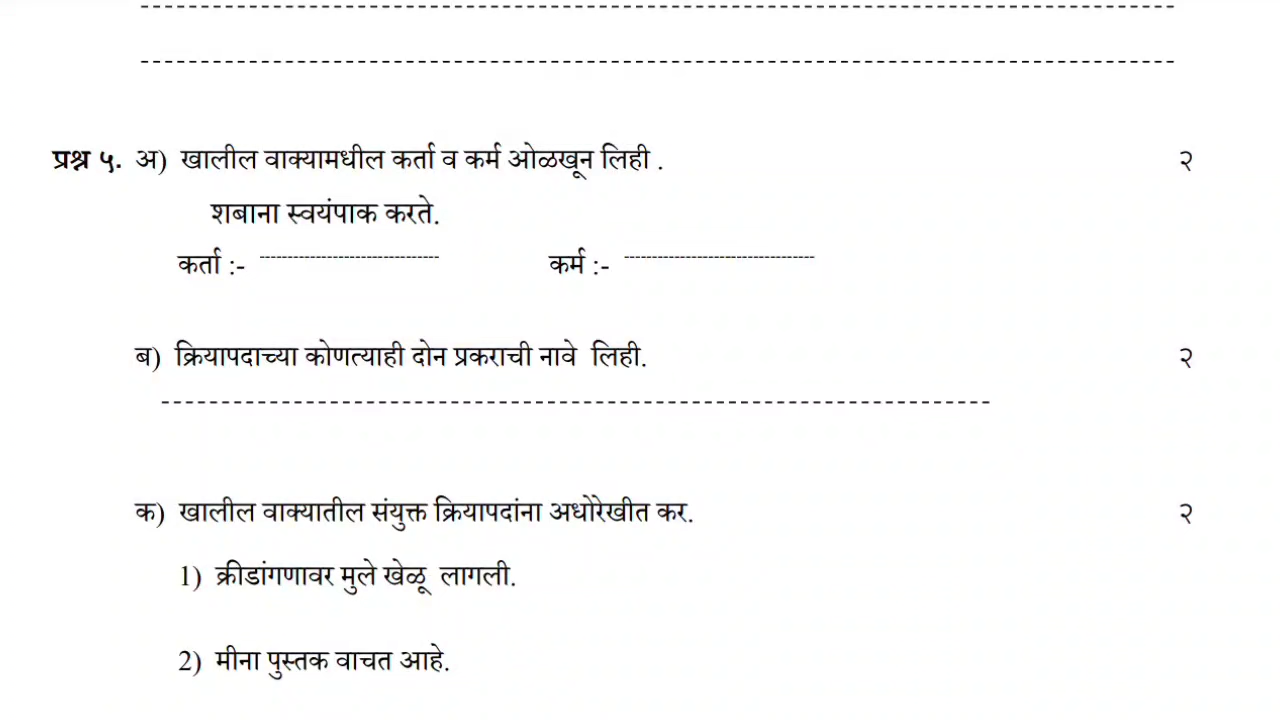 प्रश्न ५. अ) खालील वाक्यामधील कर्ता व कर्म ओळखून लिही . २
शबाना स्वयंपाक करते.
कर्ता :- -------------------------------- कर्म :- ----------------------------------
ब) क्रियापदाच्या कोणत्याही दोन प्रकराची नावे लिही. २
क) खालील वाक्यातील संयुक्त क्रियापदांना अधोरेखीत कर. २
1) क्रीडांगणावर मुले खेळू लागली.
2) मीना पुस्तक वाचत आहे.